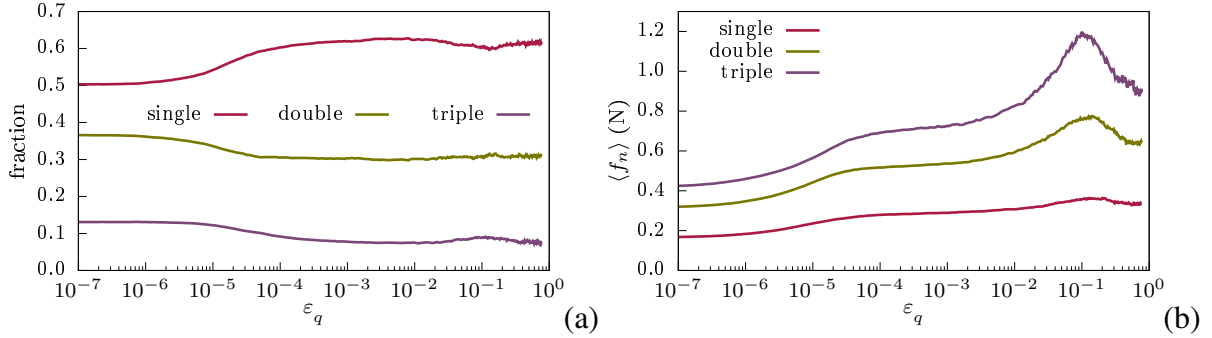 0.7
0.6
0.5
0.4
0.3
0.2
0.1
0.0
fraction
single
double
triple
10⁻⁷ 10⁻⁶ 10⁻⁵ 10⁻⁴ 10⁻³ 10⁻² 10⁻¹ 10⁰
ε_q
(a)
1.2
1.0
0.8
0.6
0.4
0.2
0.0
⟨f_n⟩ (N)
single
double
triple
10⁻⁷ 10⁻⁶ 10⁻⁵ 10⁻⁴ 10⁻³ 10⁻² 10⁻¹ 10⁰
ε_q
(b)